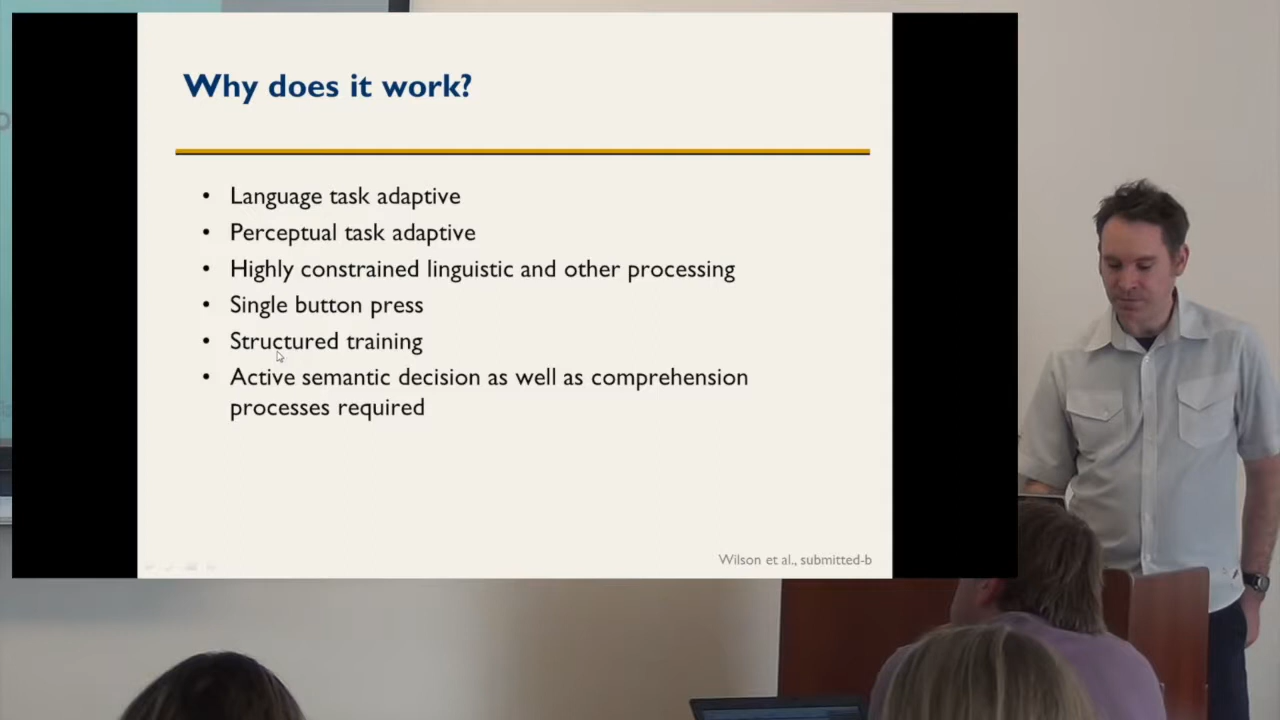 Why does it work?
• Language task adaptive
• Perceptual task adaptive
• Highly constrained linguistic and other processing
• Single button press
• Structured training
• Active semantic decision as well as comprehension
processes required
Wilson et al., submitted-b